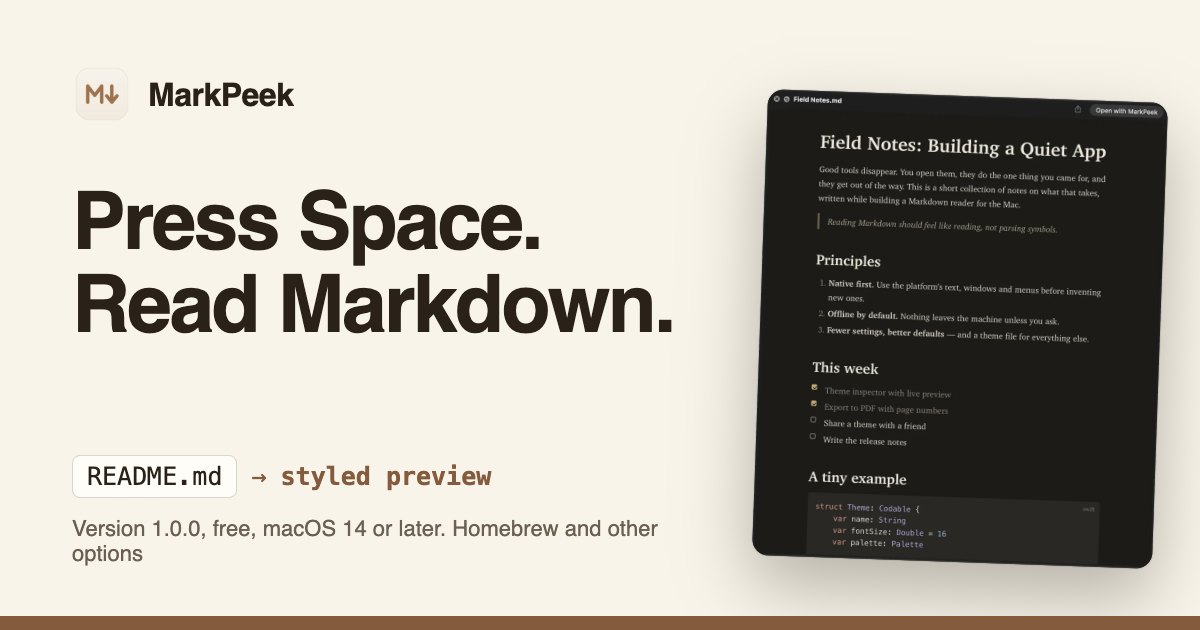 M↓
MarkPeek
Press Space.
Read Markdown.
README.md → styled preview
Version 1.0.0, free, macOS 14 or later. Homebrew and other
options
Field Notes.md
Open with MarkPeek
Field Notes: Building a Quiet App
Good tools disappear. You open them, they do the one thing you came for, and
they get out of the way. This is a short collection of notes on what that takes,
written while building a Markdown reader for the Mac.
Reading Markdown should feel like reading, not parsing symbols.
Principles
1. Native first. Use the platform's text, windows and menus before inventing
new ones.
2. Offline by default. Nothing leaves the machine unless you ask.
3. Fewer settings, better defaults — and a theme file for everything else.
This week
Theme inspector with live preview
Export to PDF with page numbers
Share a theme with a friend
Write the release notes
A tiny example
swift
struct Theme: Codable {
var name: String
var fontSize: Double = 16
var palette: Palette